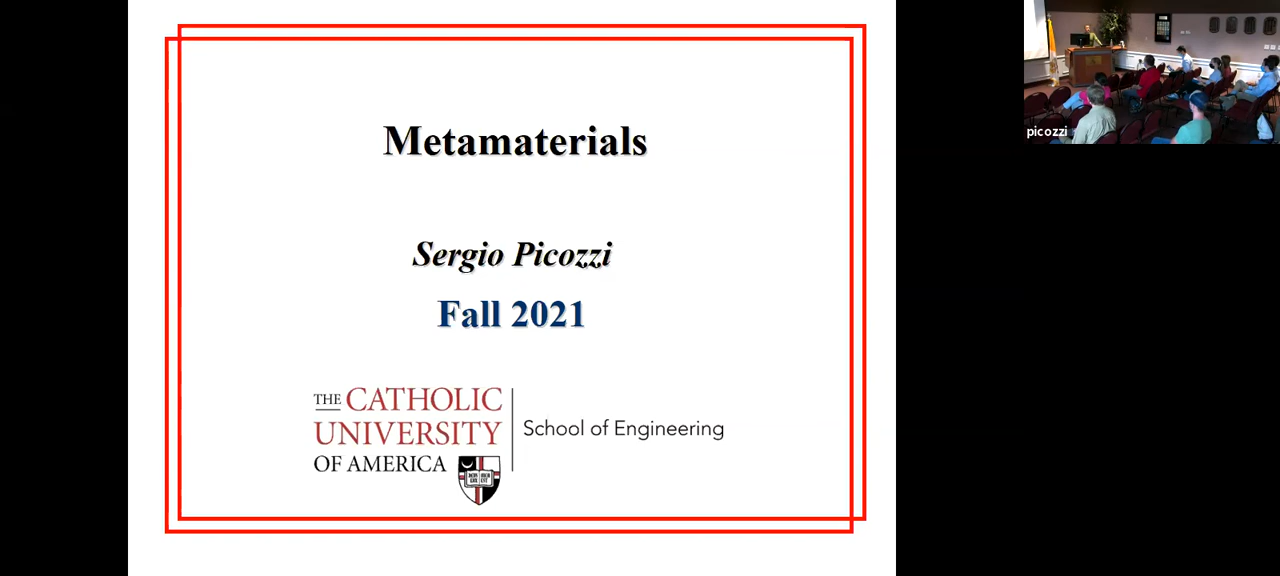 Metamaterials
Sergio Picozzi
Fall 2021
THE CATHOLIC
UNIVERSITY
OF AMERICA
School of Engineering
picozzi